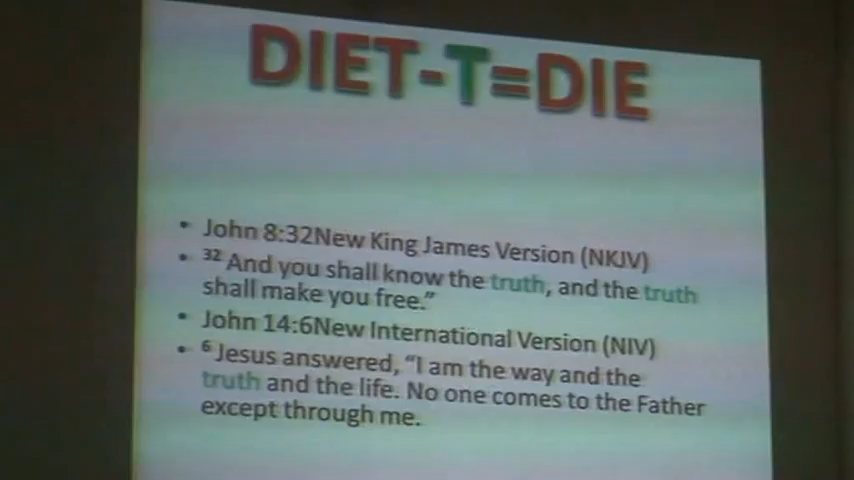 DIET-T=DIE
• John 8:32New King James Version (NKJV)
• 32 And you shall know the truth, and the truth
shall make you free.”
• John 14:6New International Version (NIV)
• 6 Jesus answered, “I am the way and the
truth and the life. No one comes to the Father
except through me.